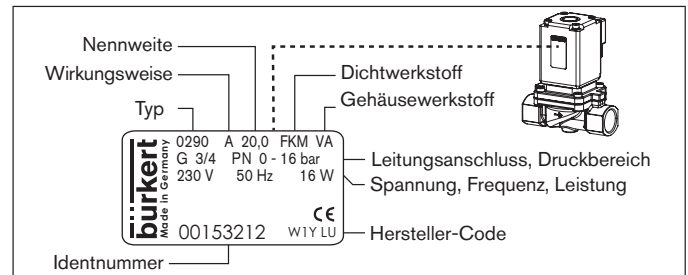 Nennweite
Wirkungsweise
Typ
Dichtwerkstoff
Gehäusewerkstoff
bürkert
Made in Germany
0290 A 20,0 FKM VA
G 3/4 PN 0 - 16 bar
230 V 50 Hz 16 W
CE
00153212 W1Y LU
Leitungsanschluss, Druckbereich
Spannung, Frequenz, Leistung
Hersteller-Code
Identnummer